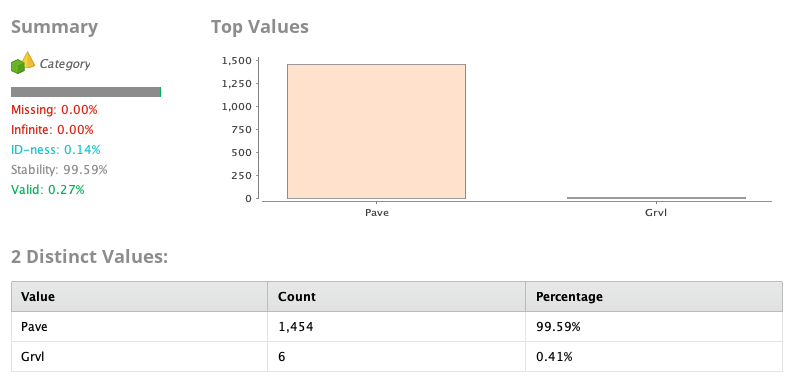 Summary
Category
Missing: 0.00%
Infinite: 0.00%
ID-ness: 0.14%
Stability: 99.59%
Valid: 0.27%
Top Values
1,500
1,250
1,000
750
500
250
0
Pave Grvl
2 Distinct Values:
Value Count Percentage
Pave 1,454 99.59%
Grvl 6 0.41%